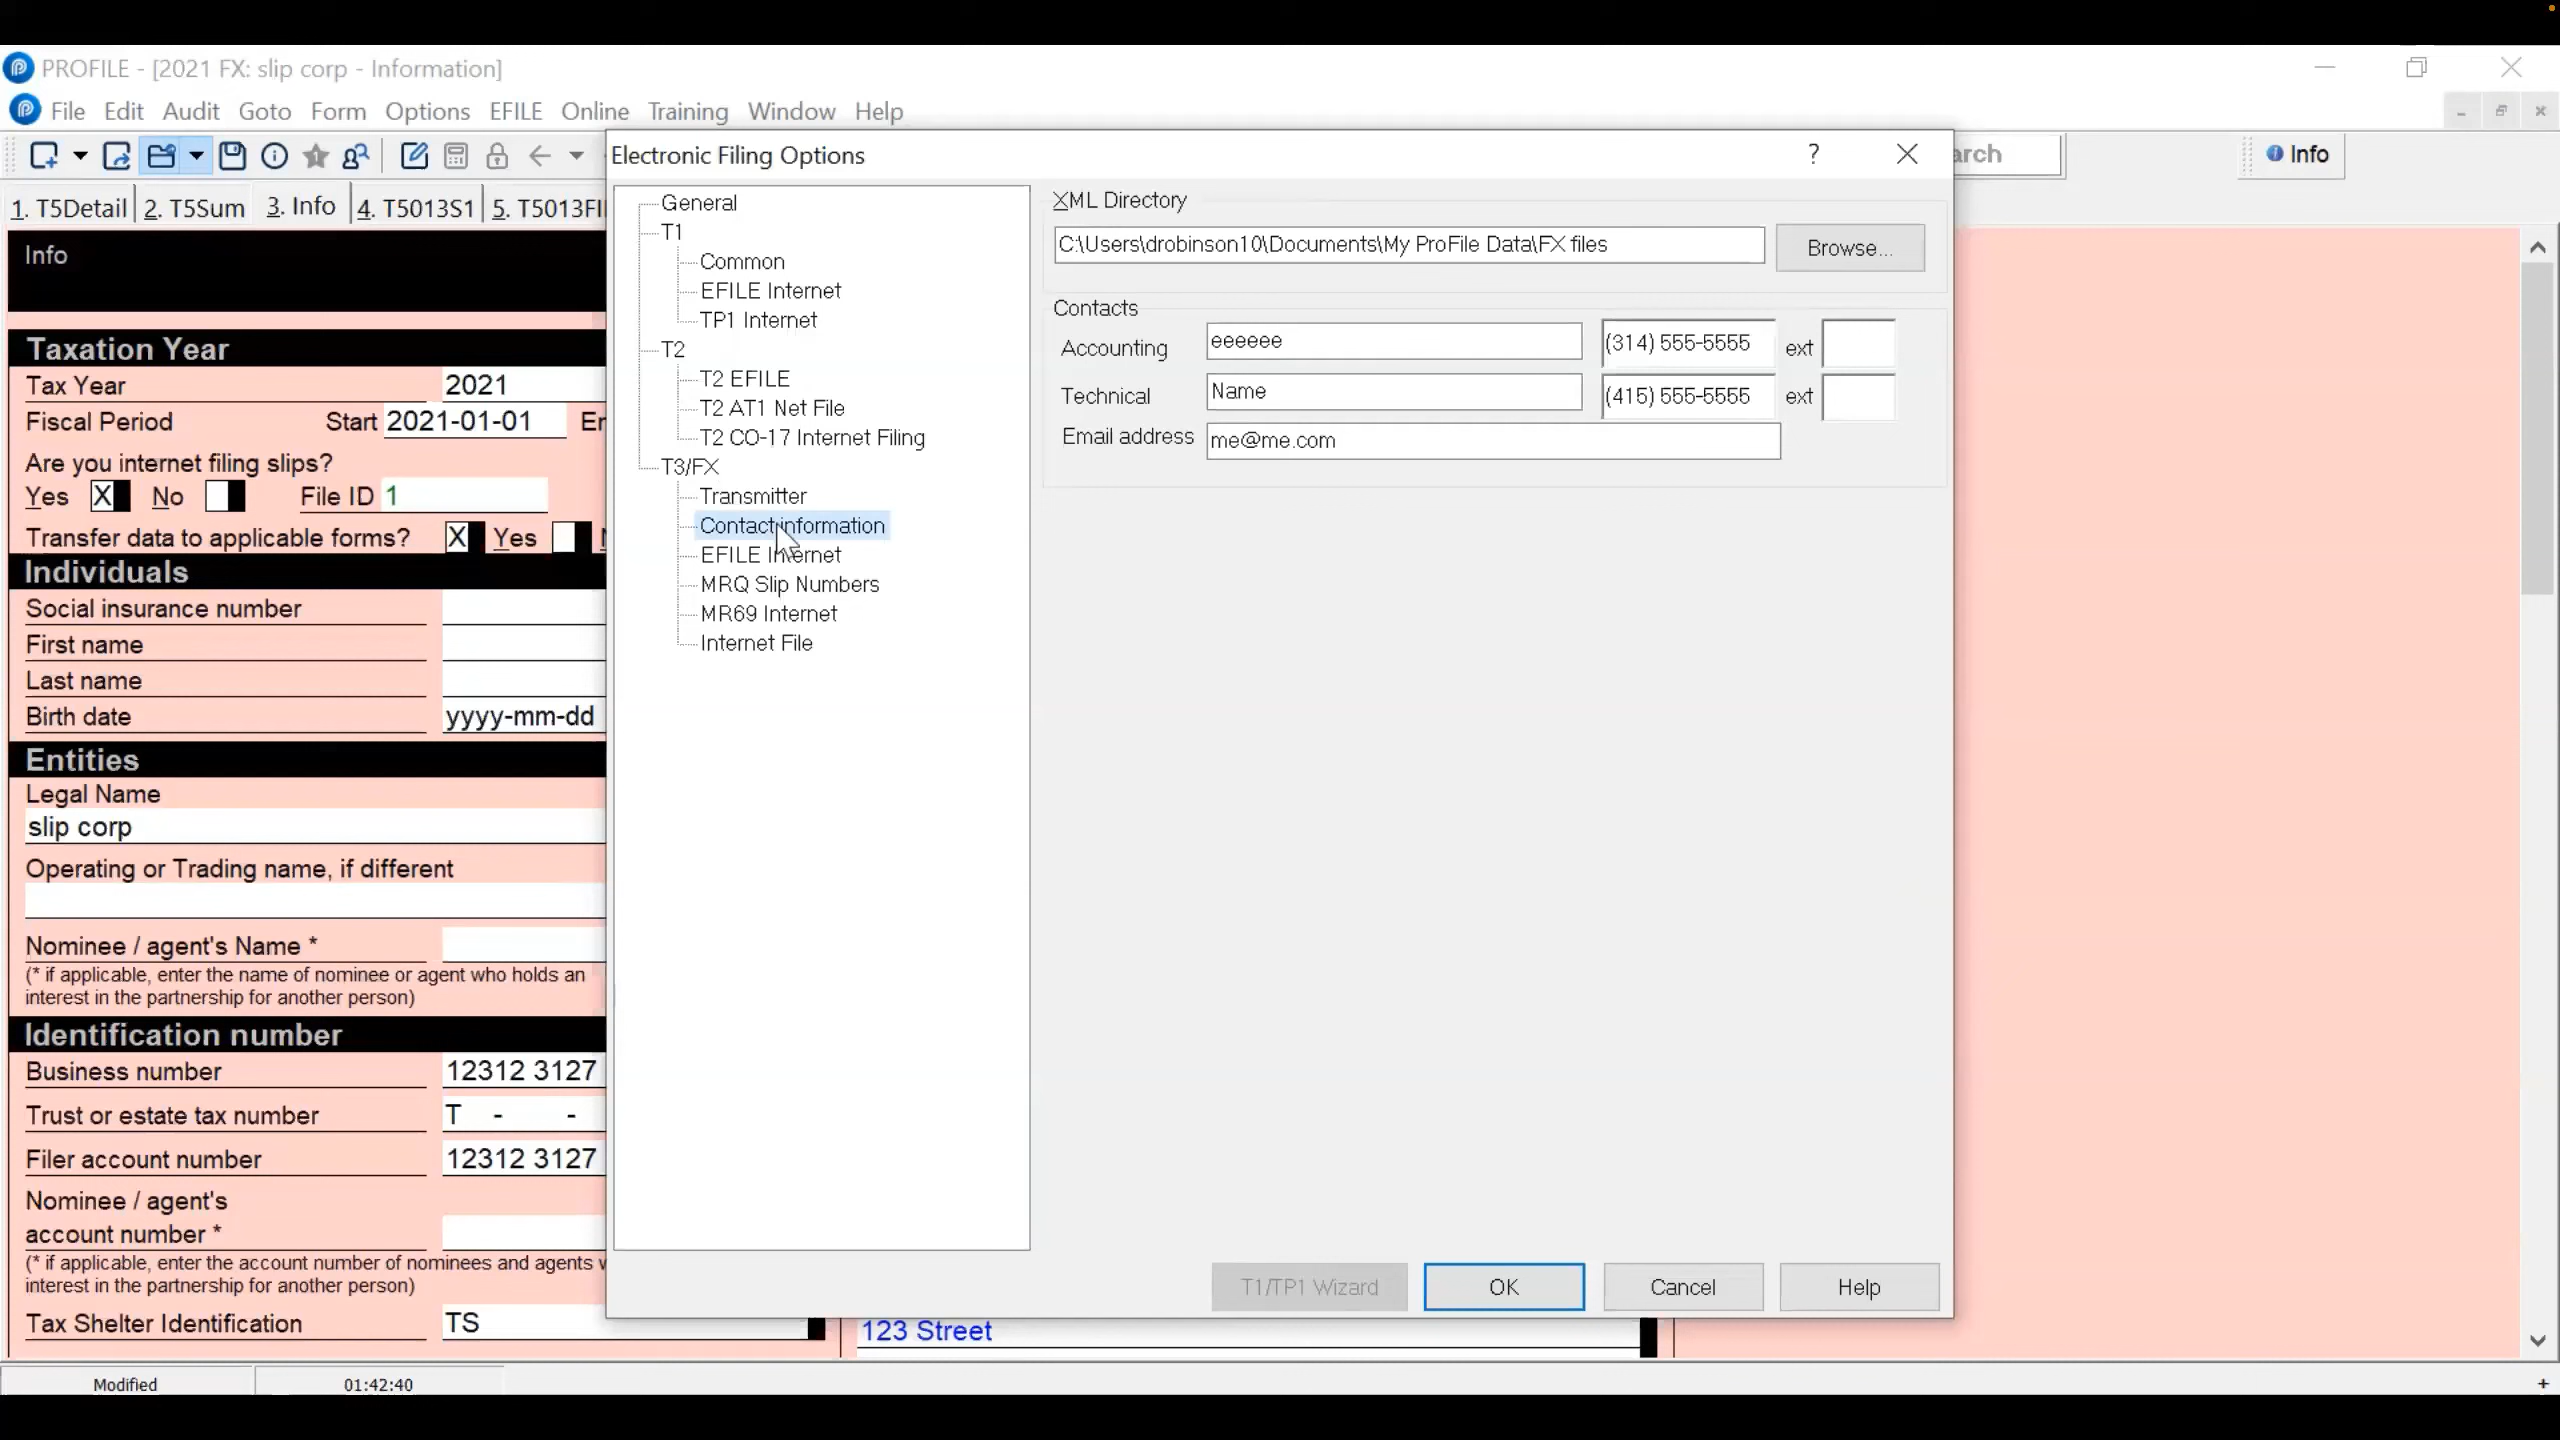 PROFILE - [2021 FX: slip corp - Information]
File Edit Audit Goto Form Options EFILE Online Training Window Help
Info
1. T5Detail 2. T5Sum 3. Info 4. T5013S1
Info
Taxation Year
Tax Year 2021
Fiscal Period Start 2021-01-01
Are you internet filing slips?
Yes X No File ID 1
Transfer data to applicable forms? X Yes
Individuals
Social insurance number
First name
Last name
Birth date yyyy-mm-dd
Entities
Legal Name
slip corp
Operating or Trading name, if different
Nominee / agent's Name *
(* if applicable, enter the name of nominee or agent who holds an
interest in the partnership for another person)
Identification number
Business number 12312 3127
Trust or estate tax number T - -
Filer account number 12312 3127
Nominee / agent's
account number *
(* if applicable, enter the account number of nominees and agents
interest in the partnership for another person)
Tax Shelter Identification TS
123 Street
Modified 01:42:40
Electronic Filing Options
General
T1
Common
EFILE Internet
TP1 Internet
T2
T2 EFILE
T2 AT1 Net File
T2 CO-17 Internet Filing
T3/FX
Transmitter
Contact information
EFILE Internet
MRQ Slip Numbers
MR69 Internet
Internet File
XML Directory
C:\Users\drobinson10\Documents\My ProFile Data\FX files Browse...
Contacts
Accounting eeeeee (314) 555-5555 ext
Technical Name (415) 555-5555 ext
Email address me@me.com
T1/TP1 Wizard OK Cancel Help